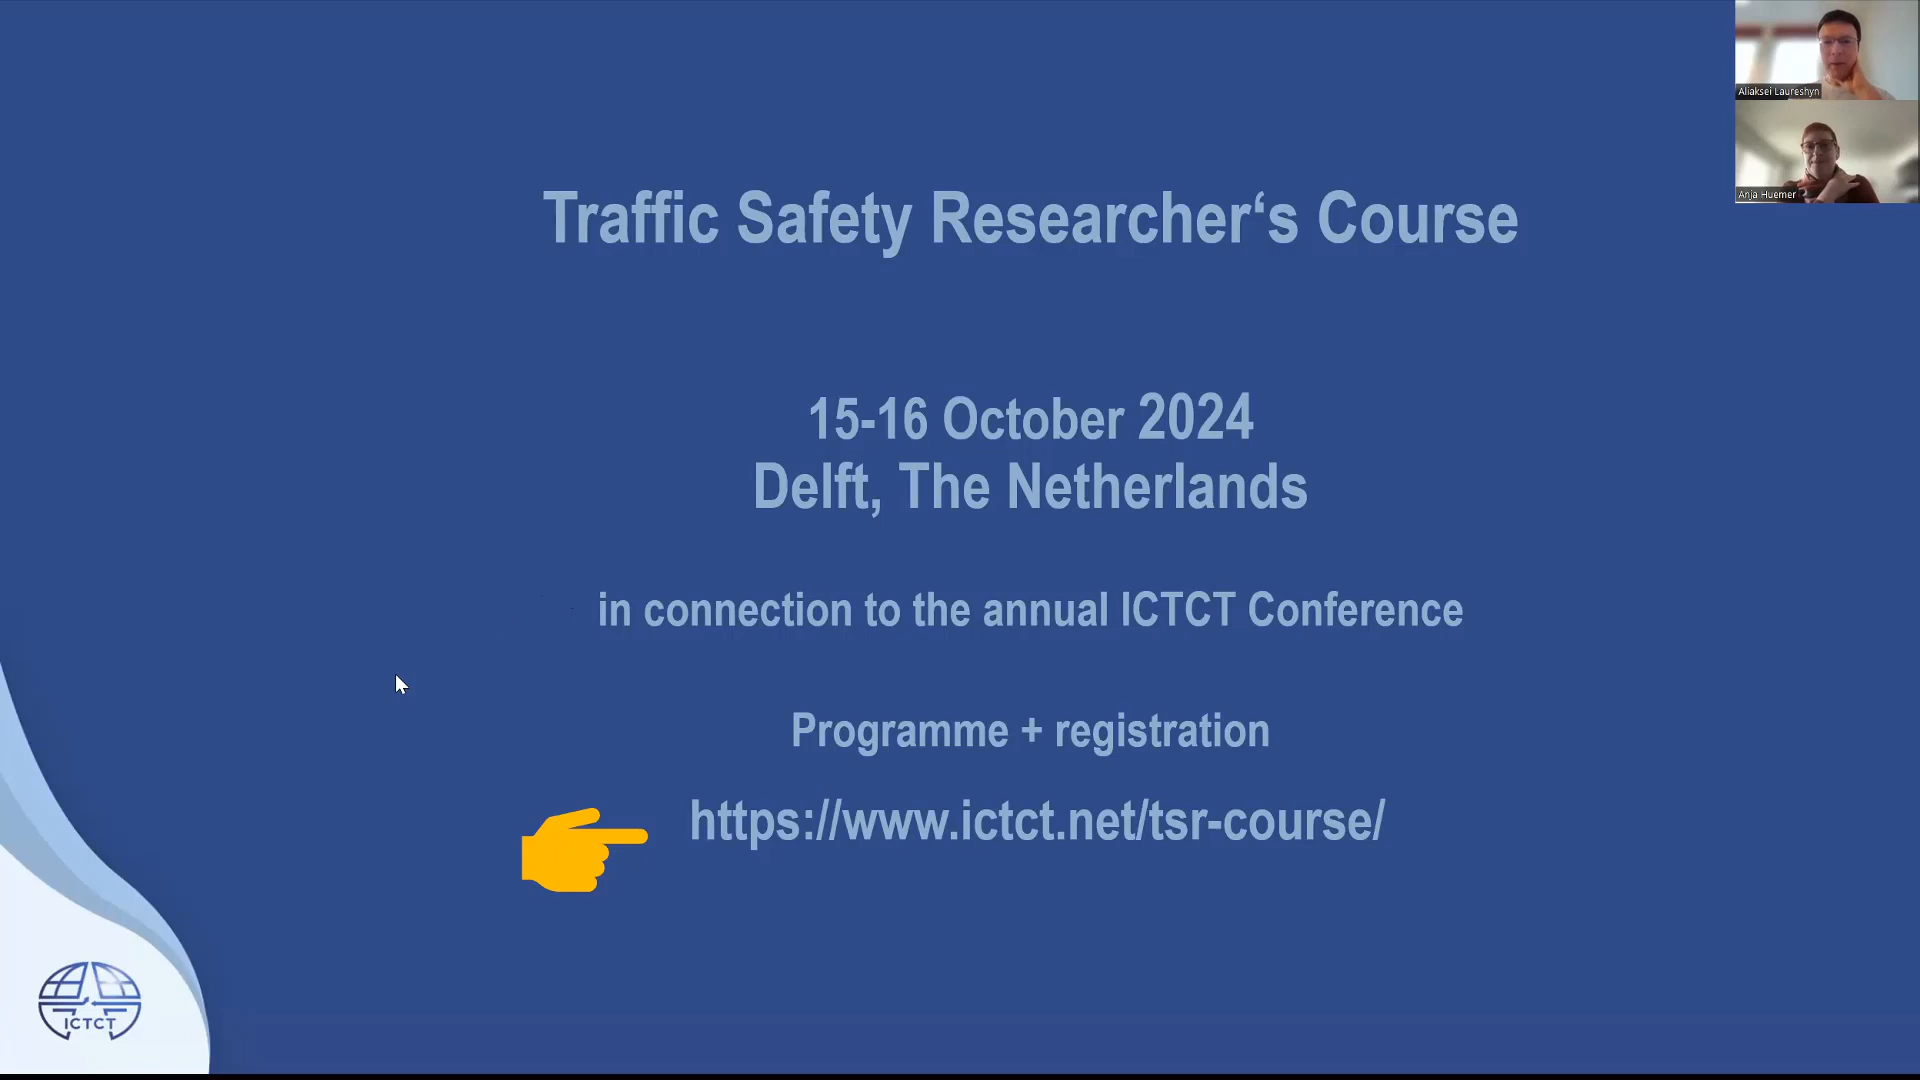 Aliaksei Laureshyn
Anja Huemer
Traffic Safety Researcher‘s Course
15-16 October 2024
Delft, The Netherlands
in connection to the annual ICTCT Conference
Programme + registration
https://www.ictct.net/tsr-course/
ICTCT